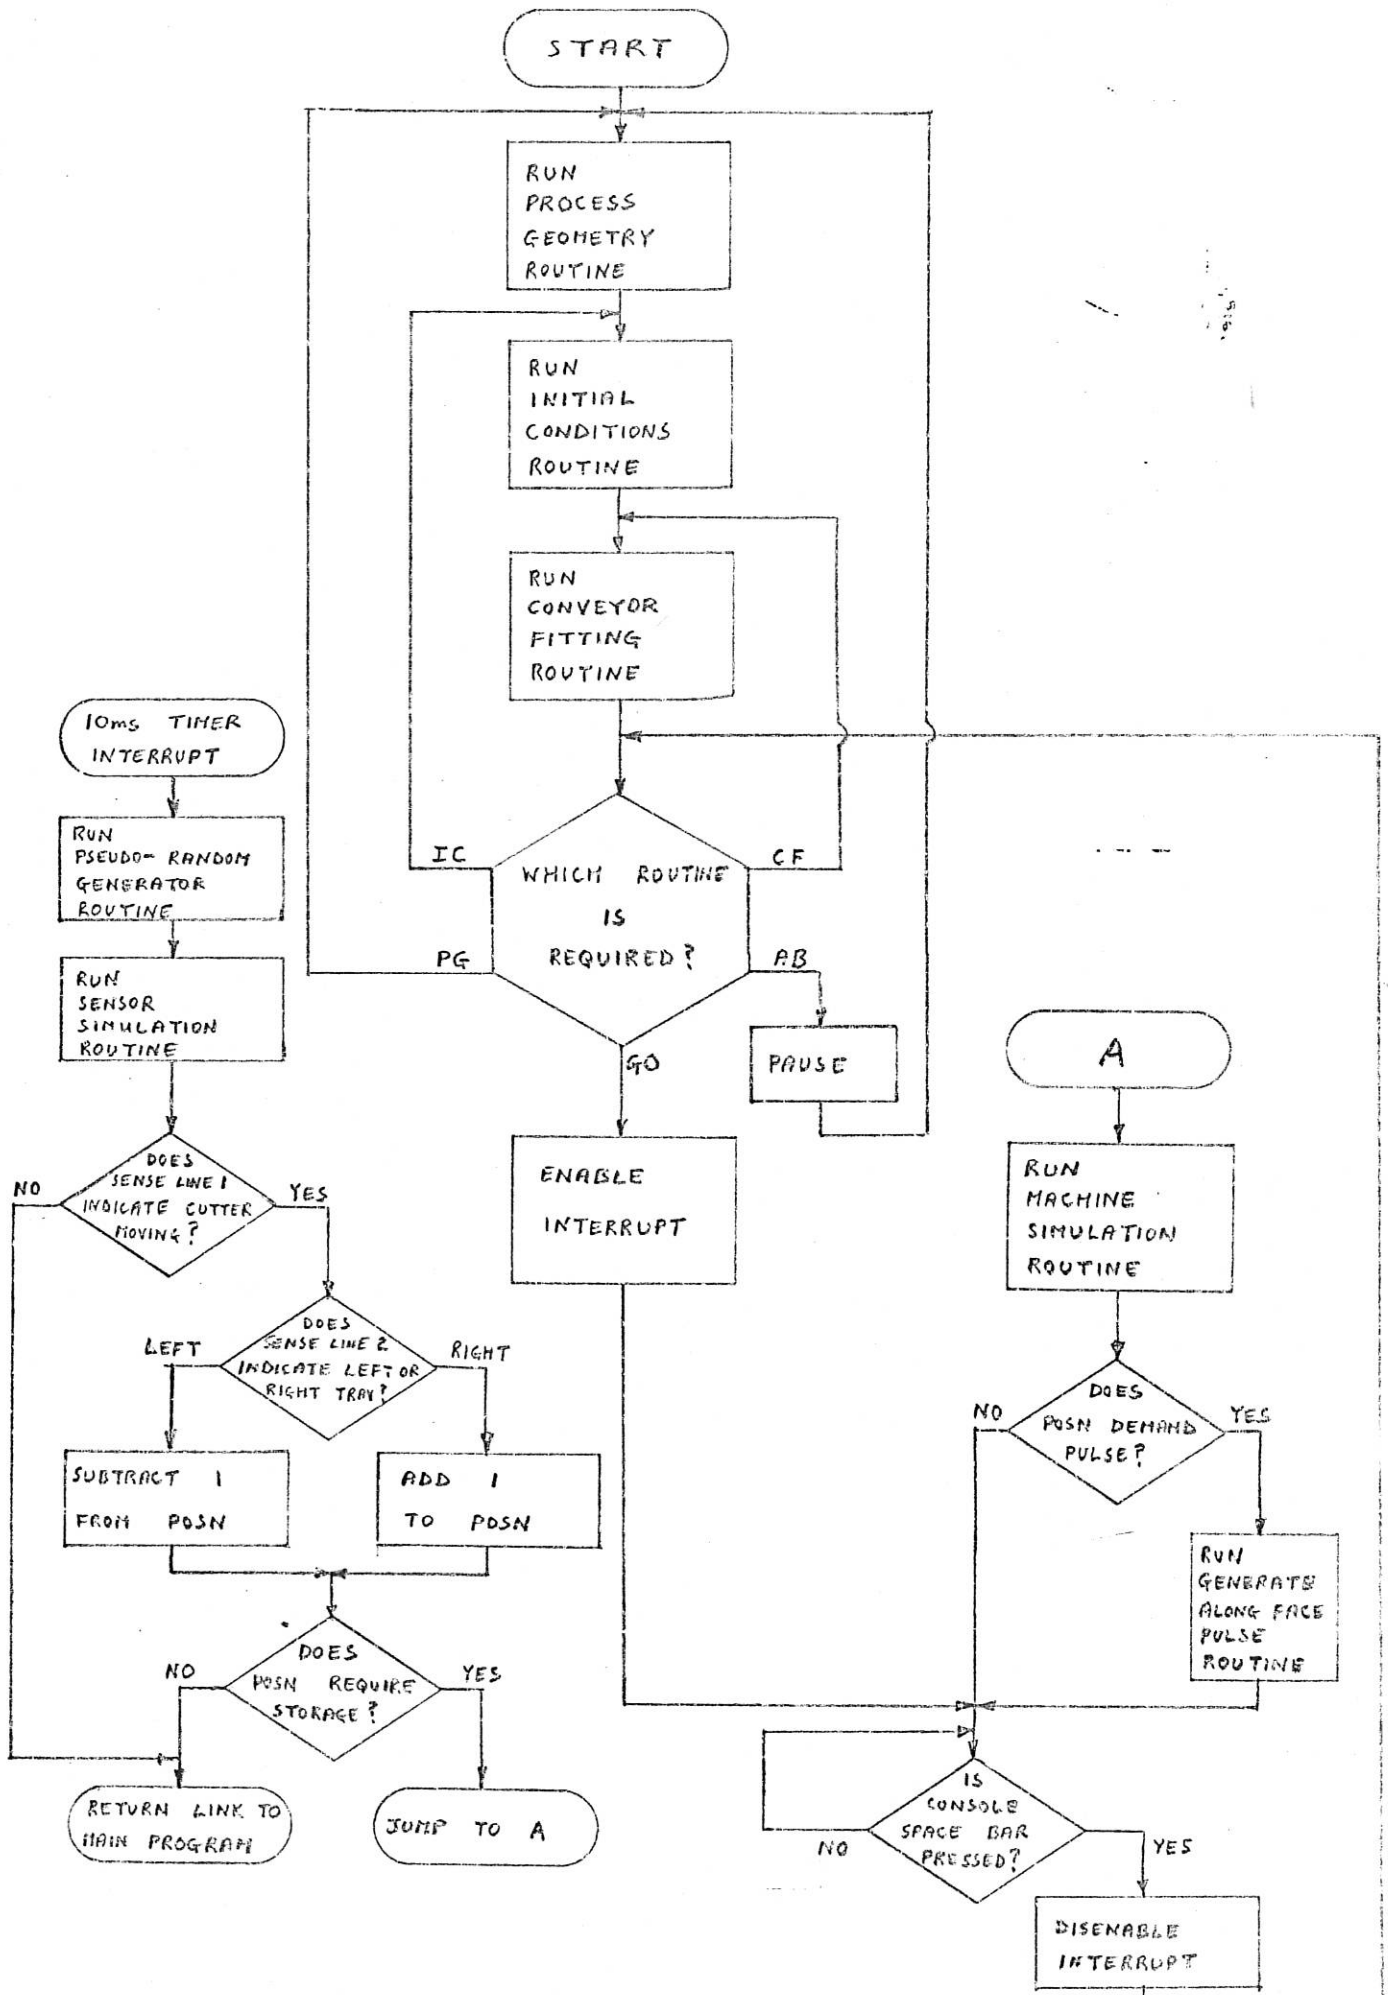 START
RUN
PROCESS
GEOMETRY
ROUTINE
RUN
INITIAL
CONDITIONS
ROUTINE
RUN
CONVEYOR
FITTING
ROUTINE
WHICH ROUTINE
IS
REQUIRED?
IC
PG
CF
AB
GO
PAUSE
ENABLE
INTERRUPT
10ms TIMER
INTERRUPT
RUN
PSEUDO-RANDOM
GENERATOR
ROUTINE
RUN
SENSOR
SIMULATION
ROUTINE
DOES
SENSE LINE 1
INDICATE CUTTER
MOVING?
NO
YES
DOES
SENSE LINE 2
INDICATE LEFT OR
RIGHT TRAV?
LEFT
RIGHT
SUBTRACT 1
FROM POSN
ADD 1
TO POSN
DOES
POSN REQUIRE
STORAGE?
NO
YES
RETURN LINK TO
MAIN PROGRAM
JUMP TO A
A
RUN
MACHINE
SIMULATION
ROUTINE
DOES
POSN DEMAND
PULSE?
NO
YES
RUN
GENERATE
ALONG FACE
PULSE
ROUTINE
IS
CONSOLE
SPACE BAR
PRESSED?
NO
YES
DISENABLE
INTERRUPT